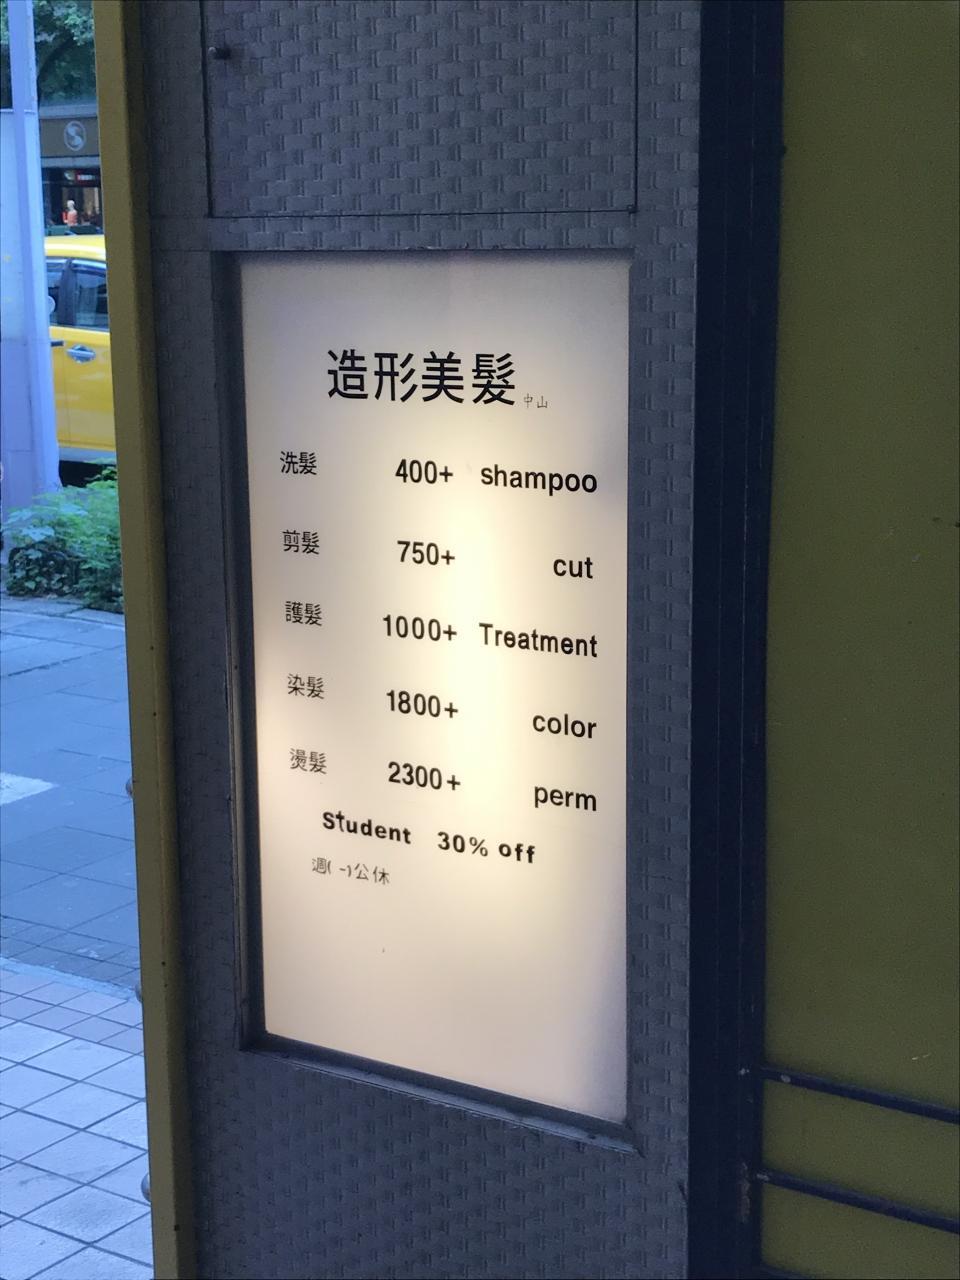 造形美髮 中山
洗髮 400+ shampoo
剪髮 750+ cut
護髮 1000+ Treatment
染髮 1800+ color
燙髮 2300+ perm
Student 30% off
週(一)公休